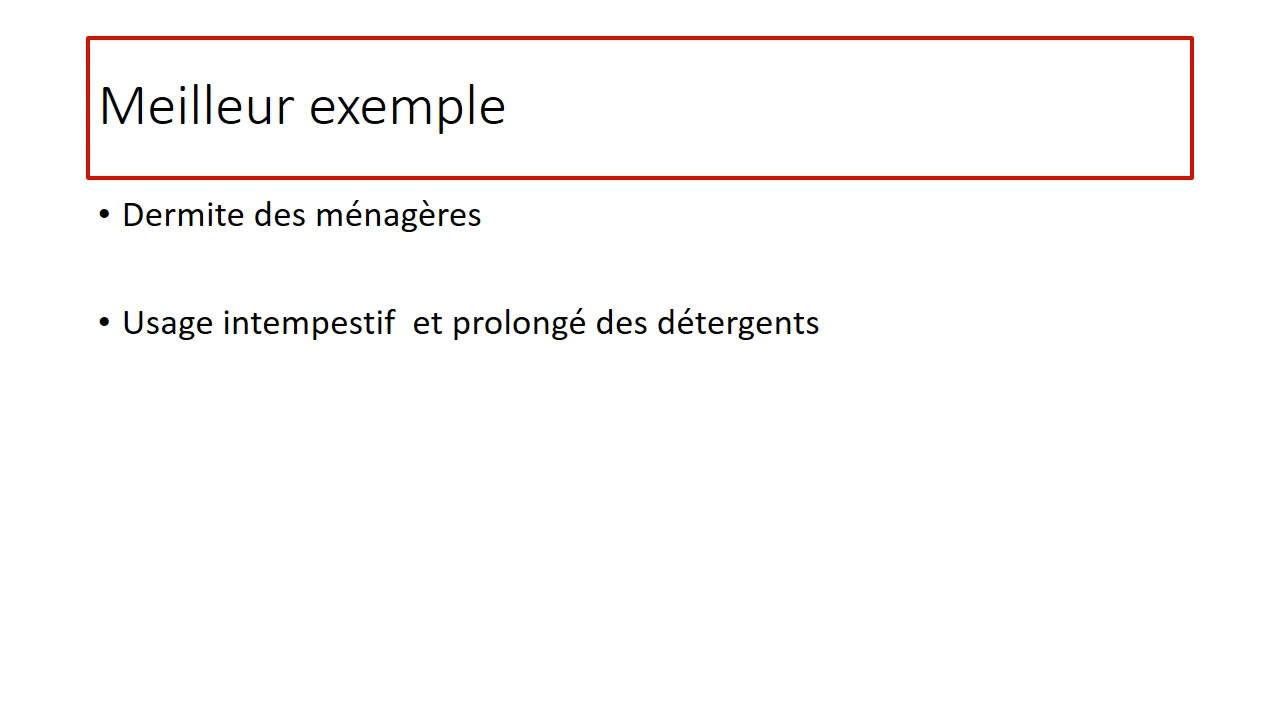 Meilleur exemple
• Dermite des ménagères
• Usage intempestif  et prolongé des détergents